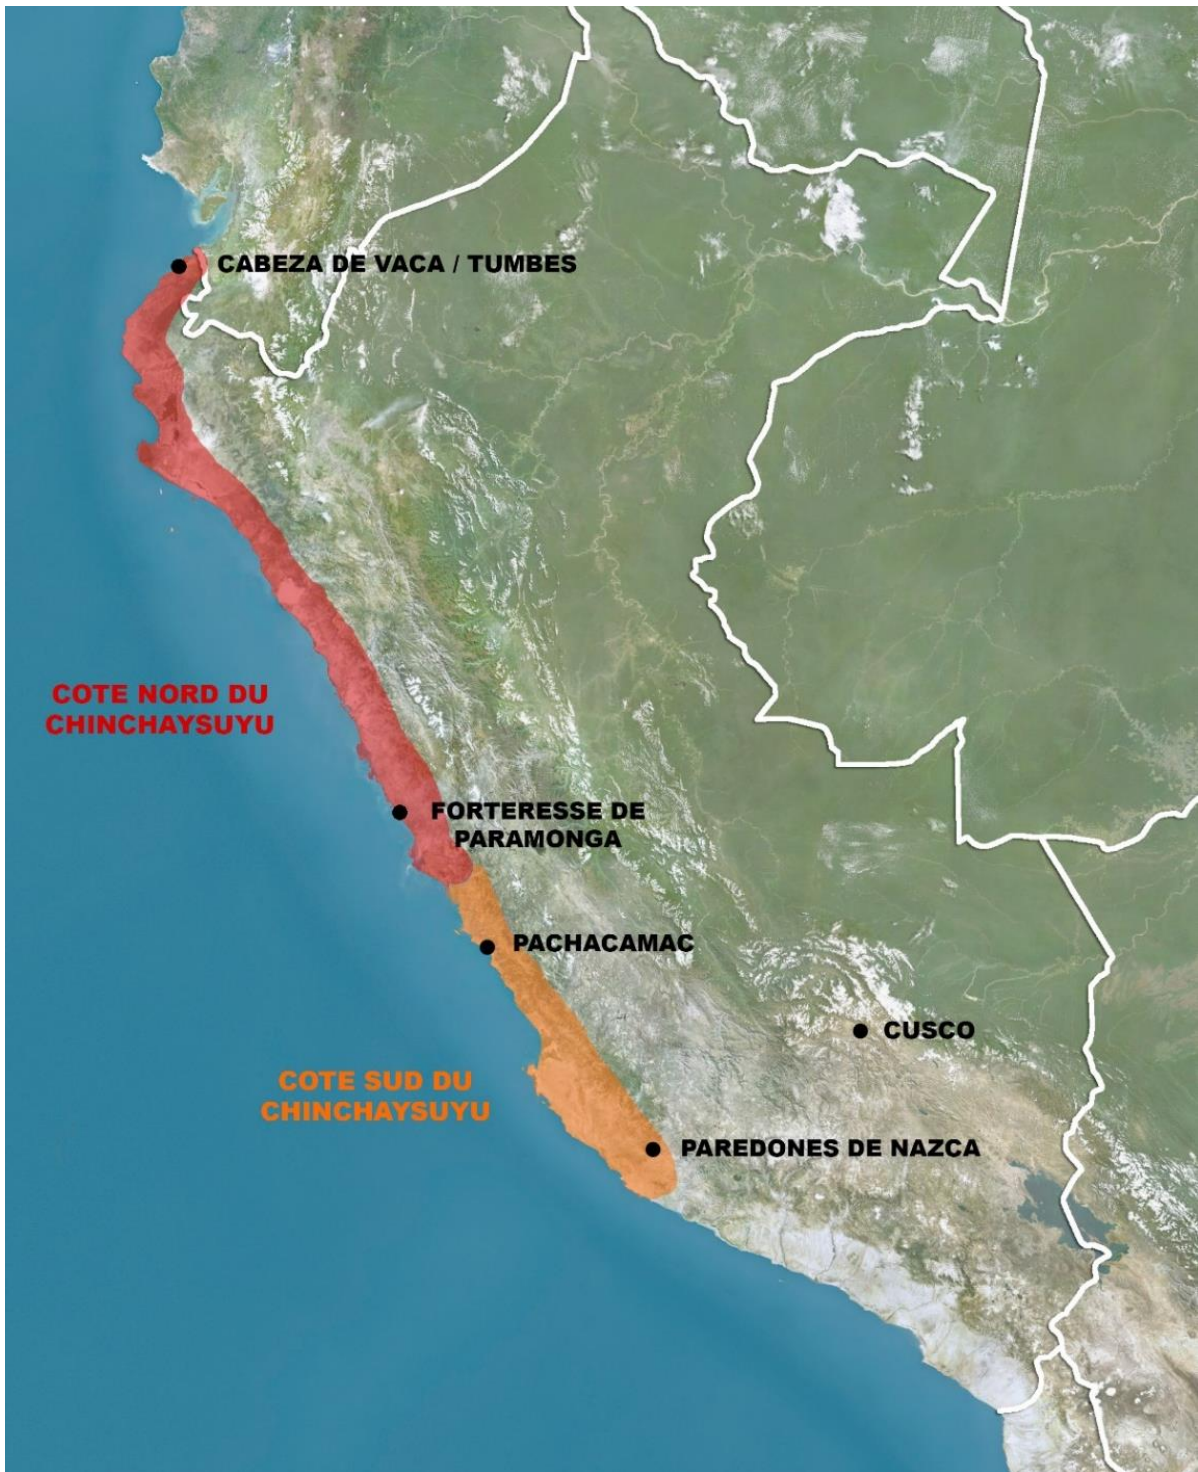 CABEZA DE VACA / TUMBES
COTE NORD DU
CHINCHAYSUYU
FORTERESSE DE
PARAMONGA
PACHACAMAC
CUSCO
COTE SUD DU
CHINCHAYSUYU
PAREDONES DE NAZCA